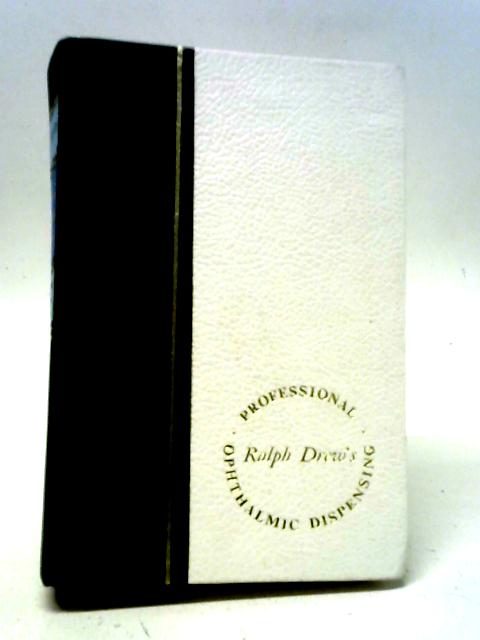 PROFESSIONAL
Ralph Drew's
OPHTHALMIC DISPENSING